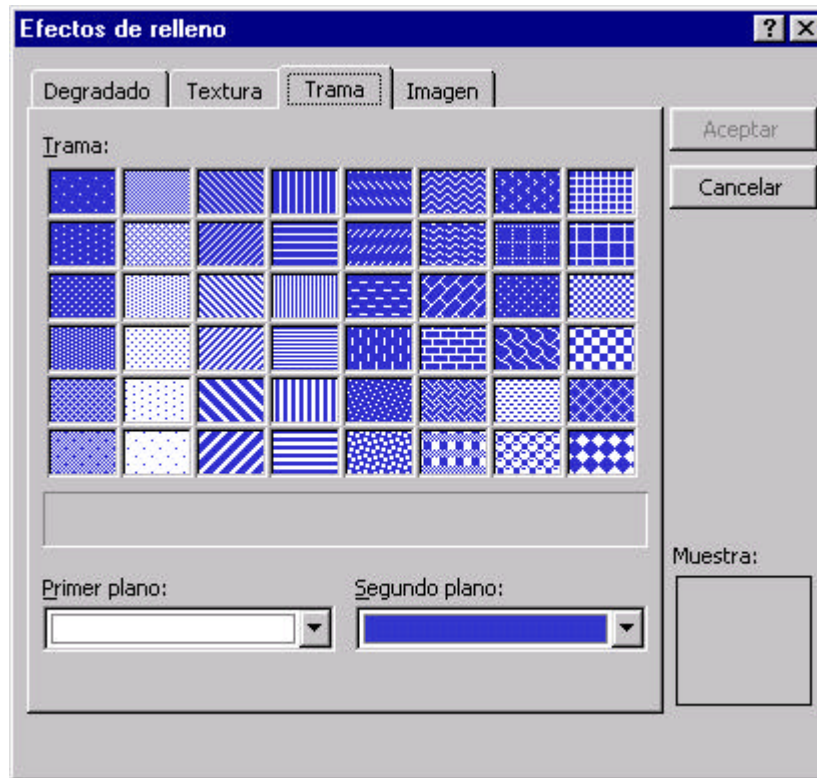 Efectos de relleno
Degradado Textura Trama Imagen
Aceptar
Trama:
Cancelar
Muestra:
Primer plano: Segundo plano: